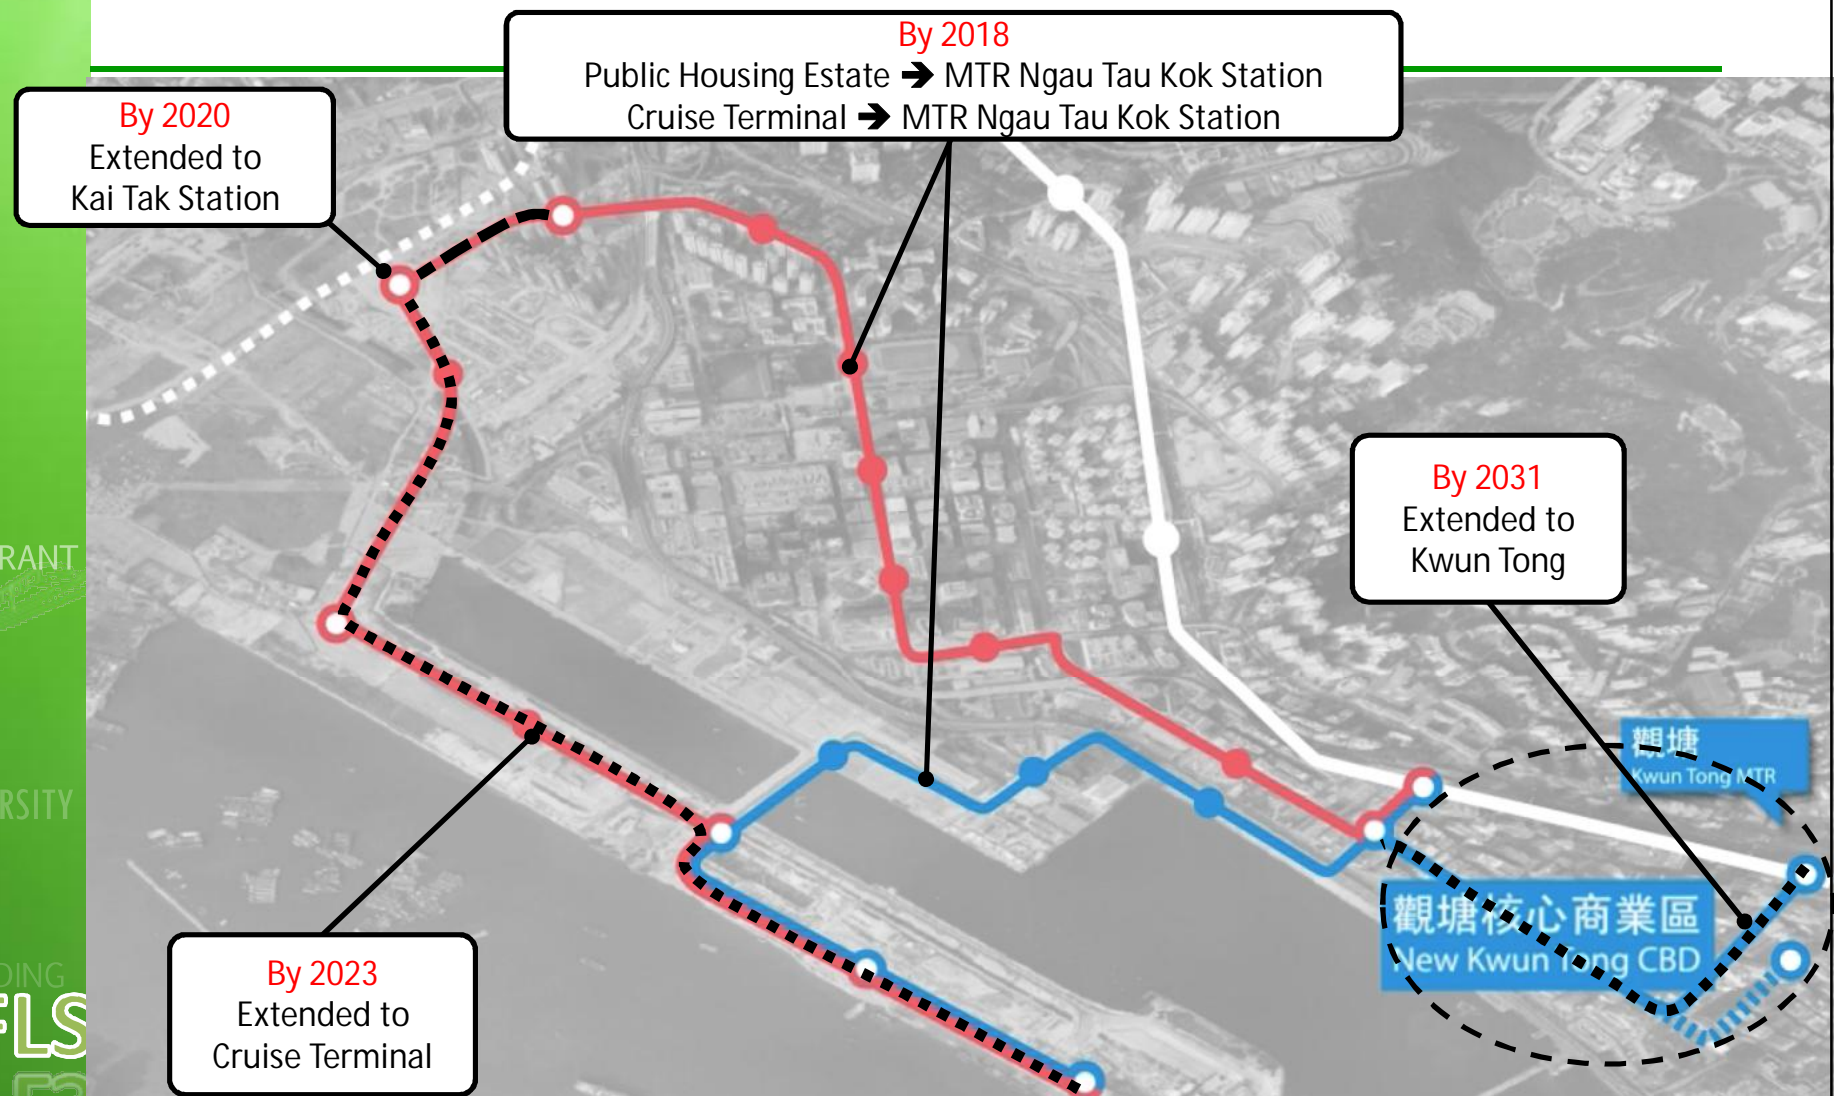 By 2018
Public Housing Estate ➔ MTR Ngau Tau Kok Station
Cruise Terminal ➔ MTR Ngau Tau Kok Station
By 2020
Extended to
Kai Tak Station
By 2031
Extended to
Kwun Tong
觀塘
Kwun Tong MTR
觀塘核心商業區
New Kwun Tong CBD
By 2023
Extended to
Cruise Terminal
RANT
RSITY
DING
FLS